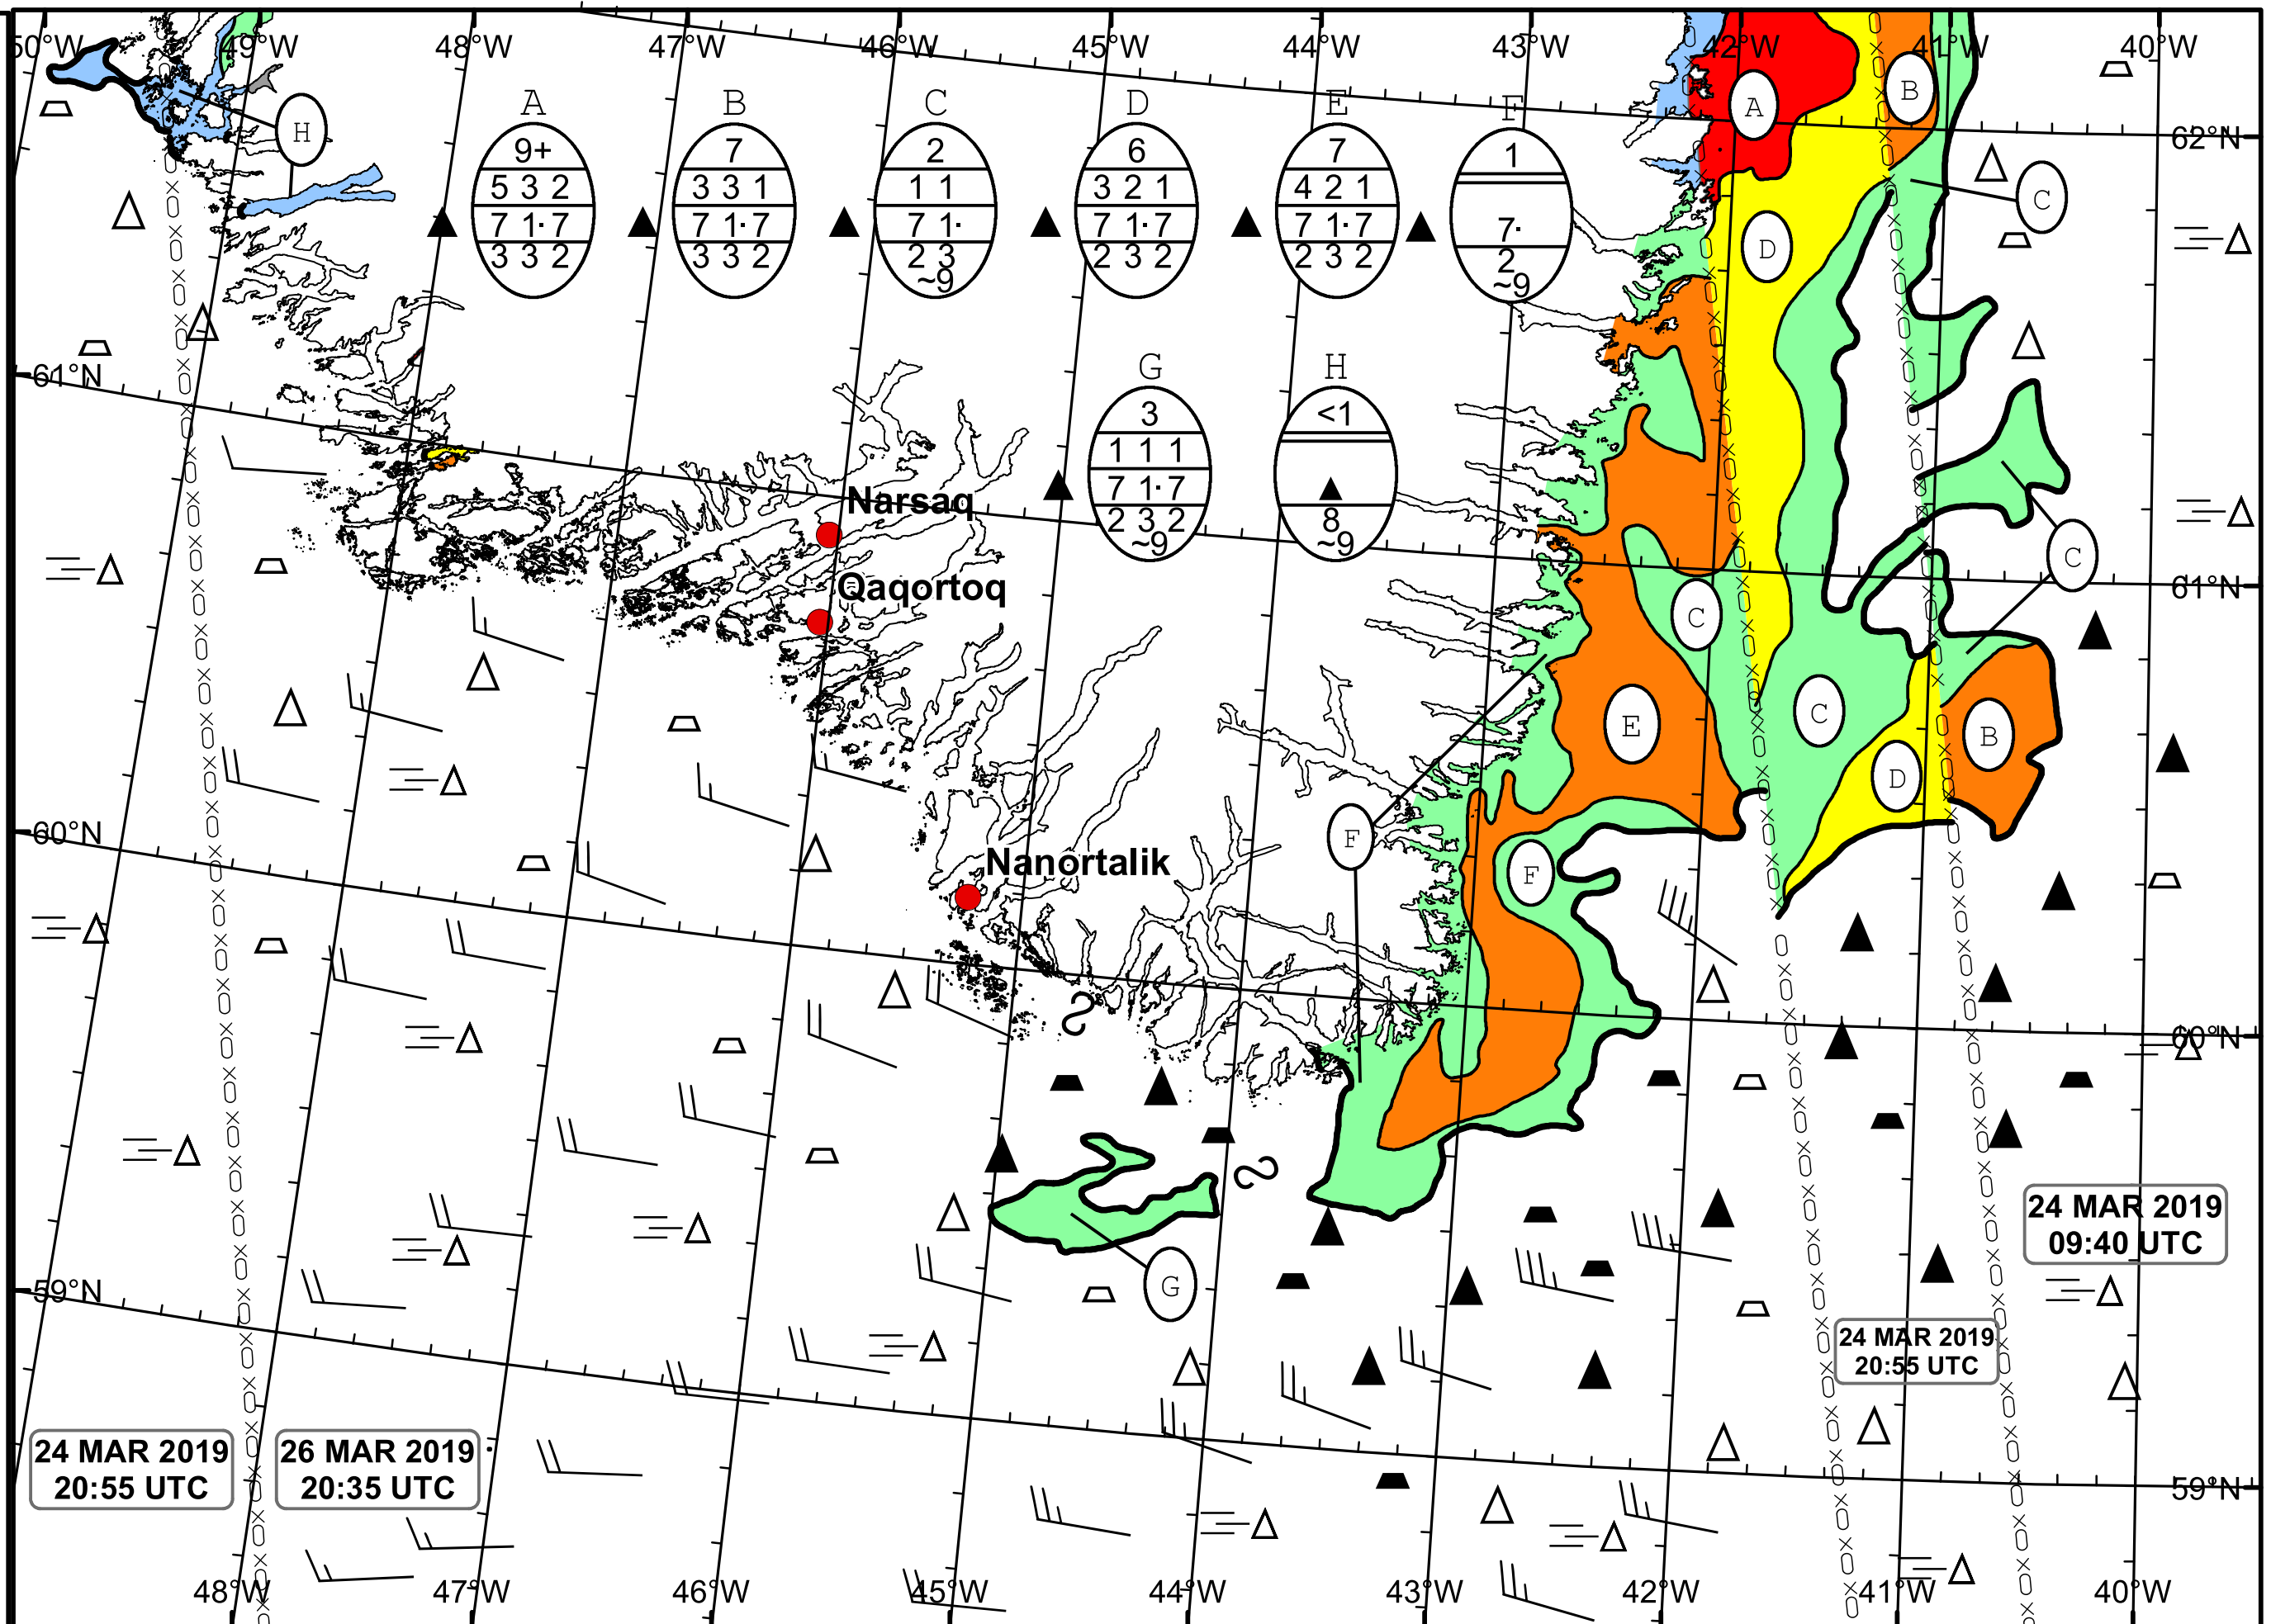 50°W 49°W 48°W 47°W 46°W 45°W 44°W 43°W 42°W 41°W 40°W
A B C D E F
9+ 7 2 6 7 1
5 3 2 3 3 1 1 1 3 2 1 4 2 1
7 1·7 7 1·7 7 1· 7 1·7 7 1·7 7·
3 3 2 3 3 2 2 3 2 3 2 2 3 2 2
~9 ~9
A
B
H
62°N
C
D
G H
3 <1
1 1 1
7 1·7
2 3 2 8
~9 ~9
61°N
Narsaq
C
61°N
Qaqortoq
C
E
C
B
D
60°N
F
Nanortalik
F
60°N
24 MAR 2019
09:40 UTC
59°N
G
24 MAR 2019
20:55 UTC
24 MAR 2019
20:55 UTC
26 MAR 2019
20:35 UTC
59°N
48°W 47°W 46°W 45°W 44°W 43°W 42°W 41°W 40°W